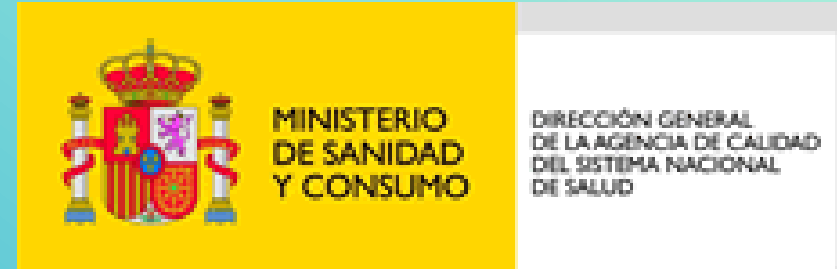 MINISTERIO
DE SANIDAD
Y CONSUMO
DIRECCIÓN GENERAL
DE LA AGENCIA DE CALIDAD
DEL SISTEMA NACIONAL
DE SALUD